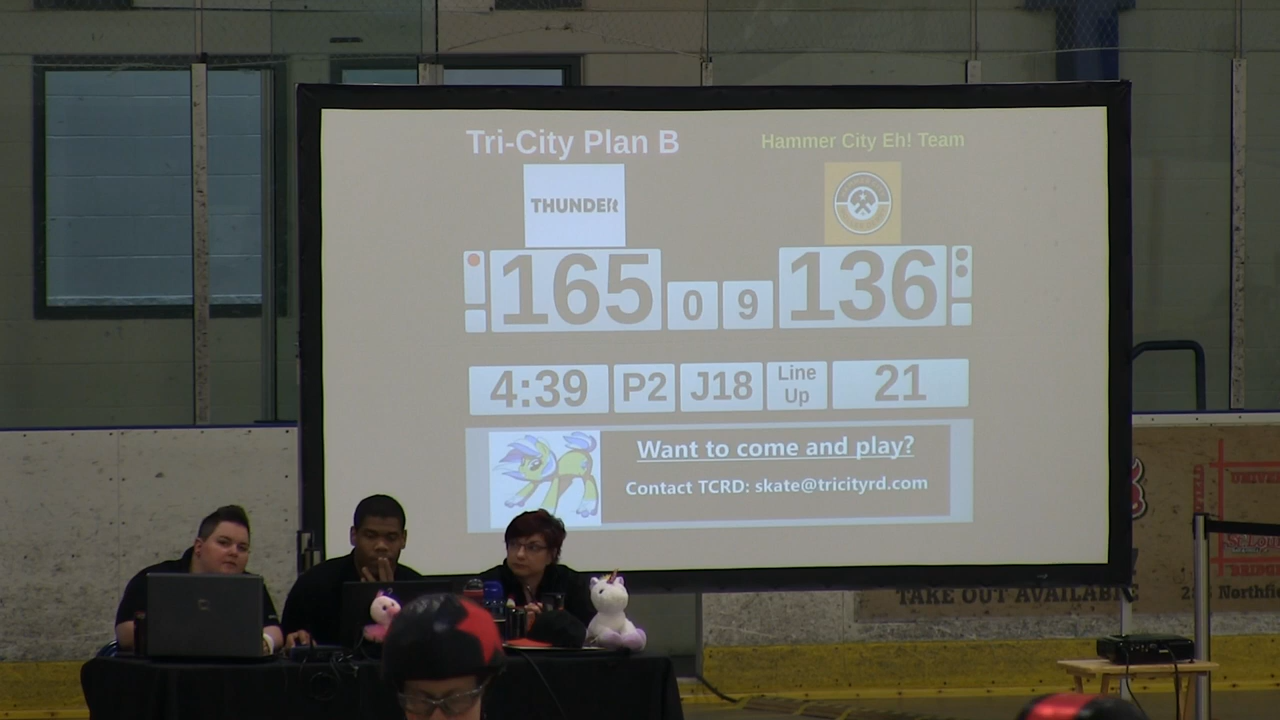 Tri-City Plan B
Hammer City Eh! Team
THUNDER
165
0
9
136
4:39
P2
J18
Line
Up
21
Want to come and play?
Contact TCRD: skate@tricityrd.com
TAKE OUT AVAILABLE